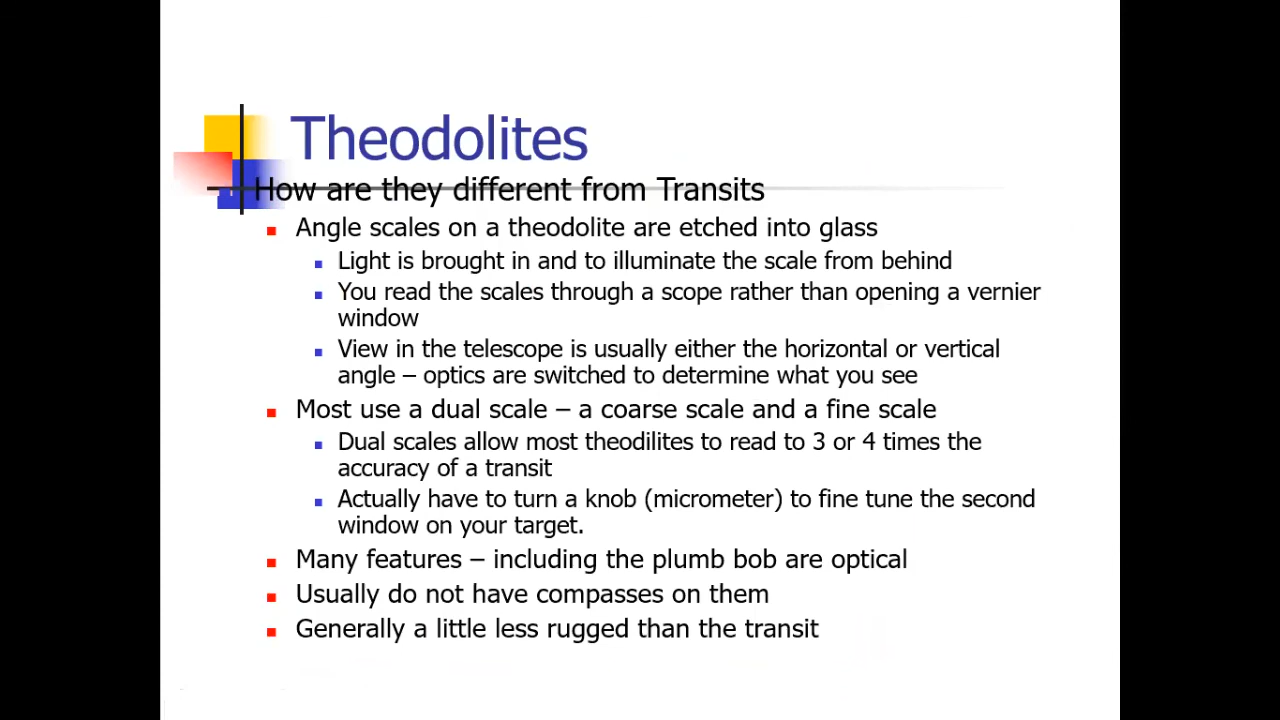 Theodolites
How are they different from Transits
Angle scales on a theodolite are etched into glass
Light is brought in and to illuminate the scale from behind
You read the scales through a scope rather than opening a vernier
window
View in the telescope is usually either the horizontal or vertical
angle – optics are switched to determine what you see
Most use a dual scale – a coarse scale and a fine scale
Dual scales allow most theodilites to read to 3 or 4 times the
accuracy of a transit
Actually have to turn a knob (micrometer) to fine tune the second
window on your target.
Many features – including the plumb bob are optical
Usually do not have compasses on them
Generally a little less rugged than the transit